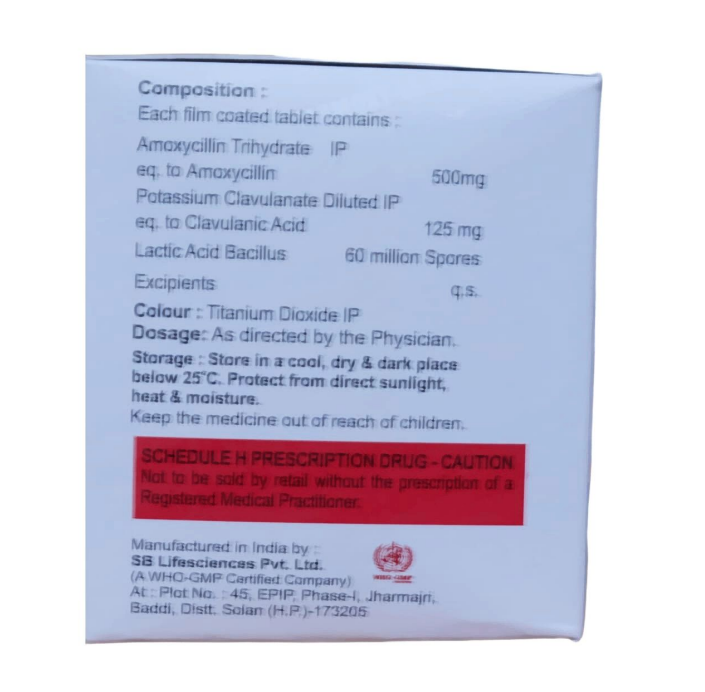 Composition :
Each film coated tablet contains :
Amoxycillin Trihydrate IP
eq. to Amoxycillin 500mg
Potassium Clavulanate Diluted IP
eq. to Clavulanic Acid 125 mg
Lactic Acid Bacillus 60 million Spores
Excipients q.s.
Colour : Titanium Dioxide IP
Dosage: As directed by the Physician.
Storage : Store in a cool, dry & dark place
below 25°C. Protect from direct sunlight,
heat & moisture.
Keep the medicine out of reach of children.
SCHEDULE H PRESCRIPTION DRUG - CAUTION
Not to be sold by retail without the prescription of a
Registered Medical Practitioner.
Manufactured in India by :
SB Lifesciences Pvt. Ltd.
(A WHO-GMP Certified Company)
At : Plot No. : 45, EPIP, Phase-I, Jharmajri,
Baddi, Distt. Solan (H.P.)-173205
WHO-GMP